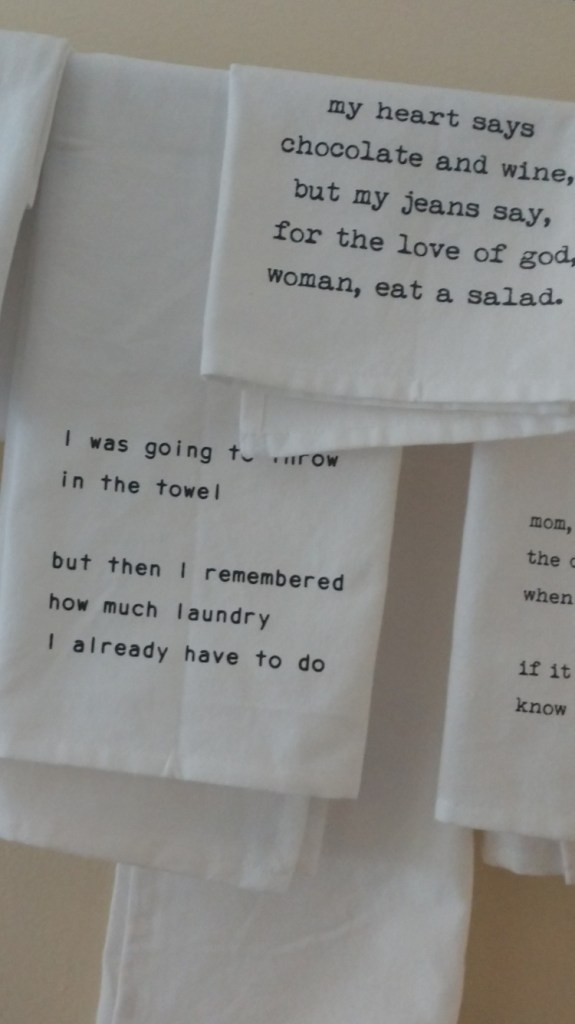 my heart says
chocolate and wine,
but my jeans say,
for the love of god,
woman, eat a salad.
I was going to throw
in the towel
but then I remembered
how much laundry
I already have to do
mom,
the
when
if it
know